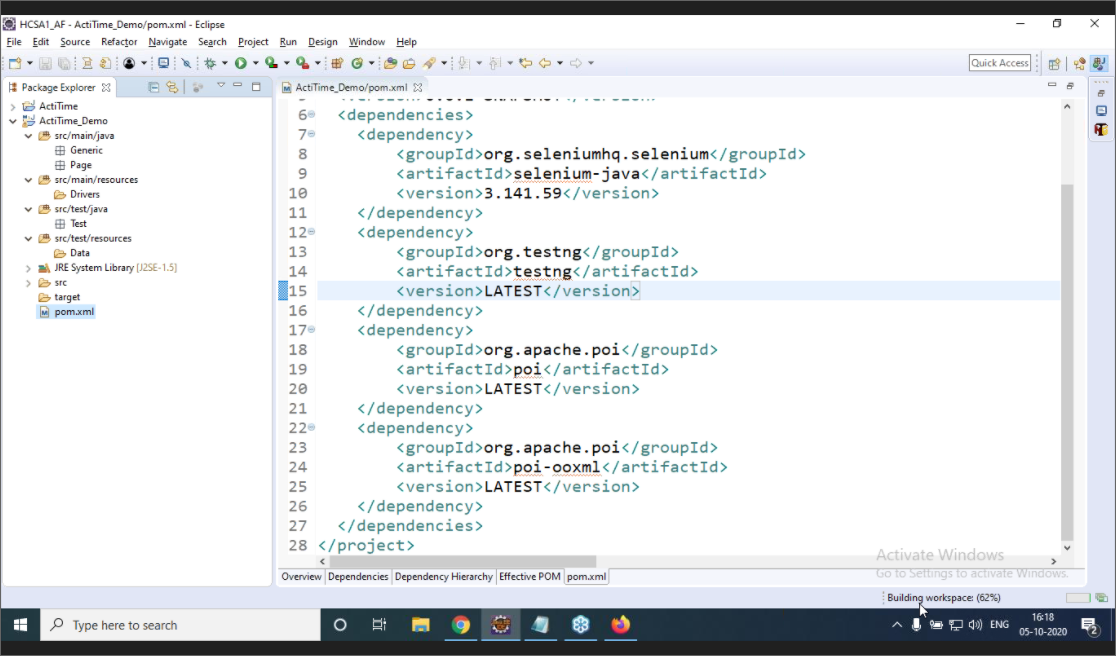 HCSA1_AF - ActiTime_Demo/pom.xml - Eclipse
File Edit Source Refactor Navigate Search Project Run Design Window Help
Quick Access
Package Explorer
ActiTime
ActiTime_Demo
src/main/java
Generic
Page
src/main/resources
Drivers
src/test/java
Test
src/test/resources
Data
JRE System Library [J2SE-1.5]
src
target
pom.xml
ActiTime_Demo/pom.xml
6 <dependencies>
7 <dependency>
8 <groupId>org.seleniumhq.selenium</groupId>
9 <artifactId>selenium-java</artifactId>
10 <version>3.141.59</version>
11 </dependency>
12 <dependency>
13 <groupId>org.testng</groupId>
14 <artifactId>testng</artifactId>
15 <version>LATEST</version>
16 </dependency>
17 <dependency>
18 <groupId>org.apache.poi</groupId>
19 <artifactId>poi</artifactId>
20 <version>LATEST</version>
21 </dependency>
22 <dependency>
23 <groupId>org.apache.poi</groupId>
24 <artifactId>poi-ooxml</artifactId>
25 <version>LATEST</version>
26 </dependency>
27 </dependencies>
28 </project>
Overview Dependencies Dependency Hierarchy Effective POM pom.xml
Activate Windows
Go to Settings to activate Windows.
Building workspace: (62%)
Type here to search
ENG
16:18
05-10-2020
2